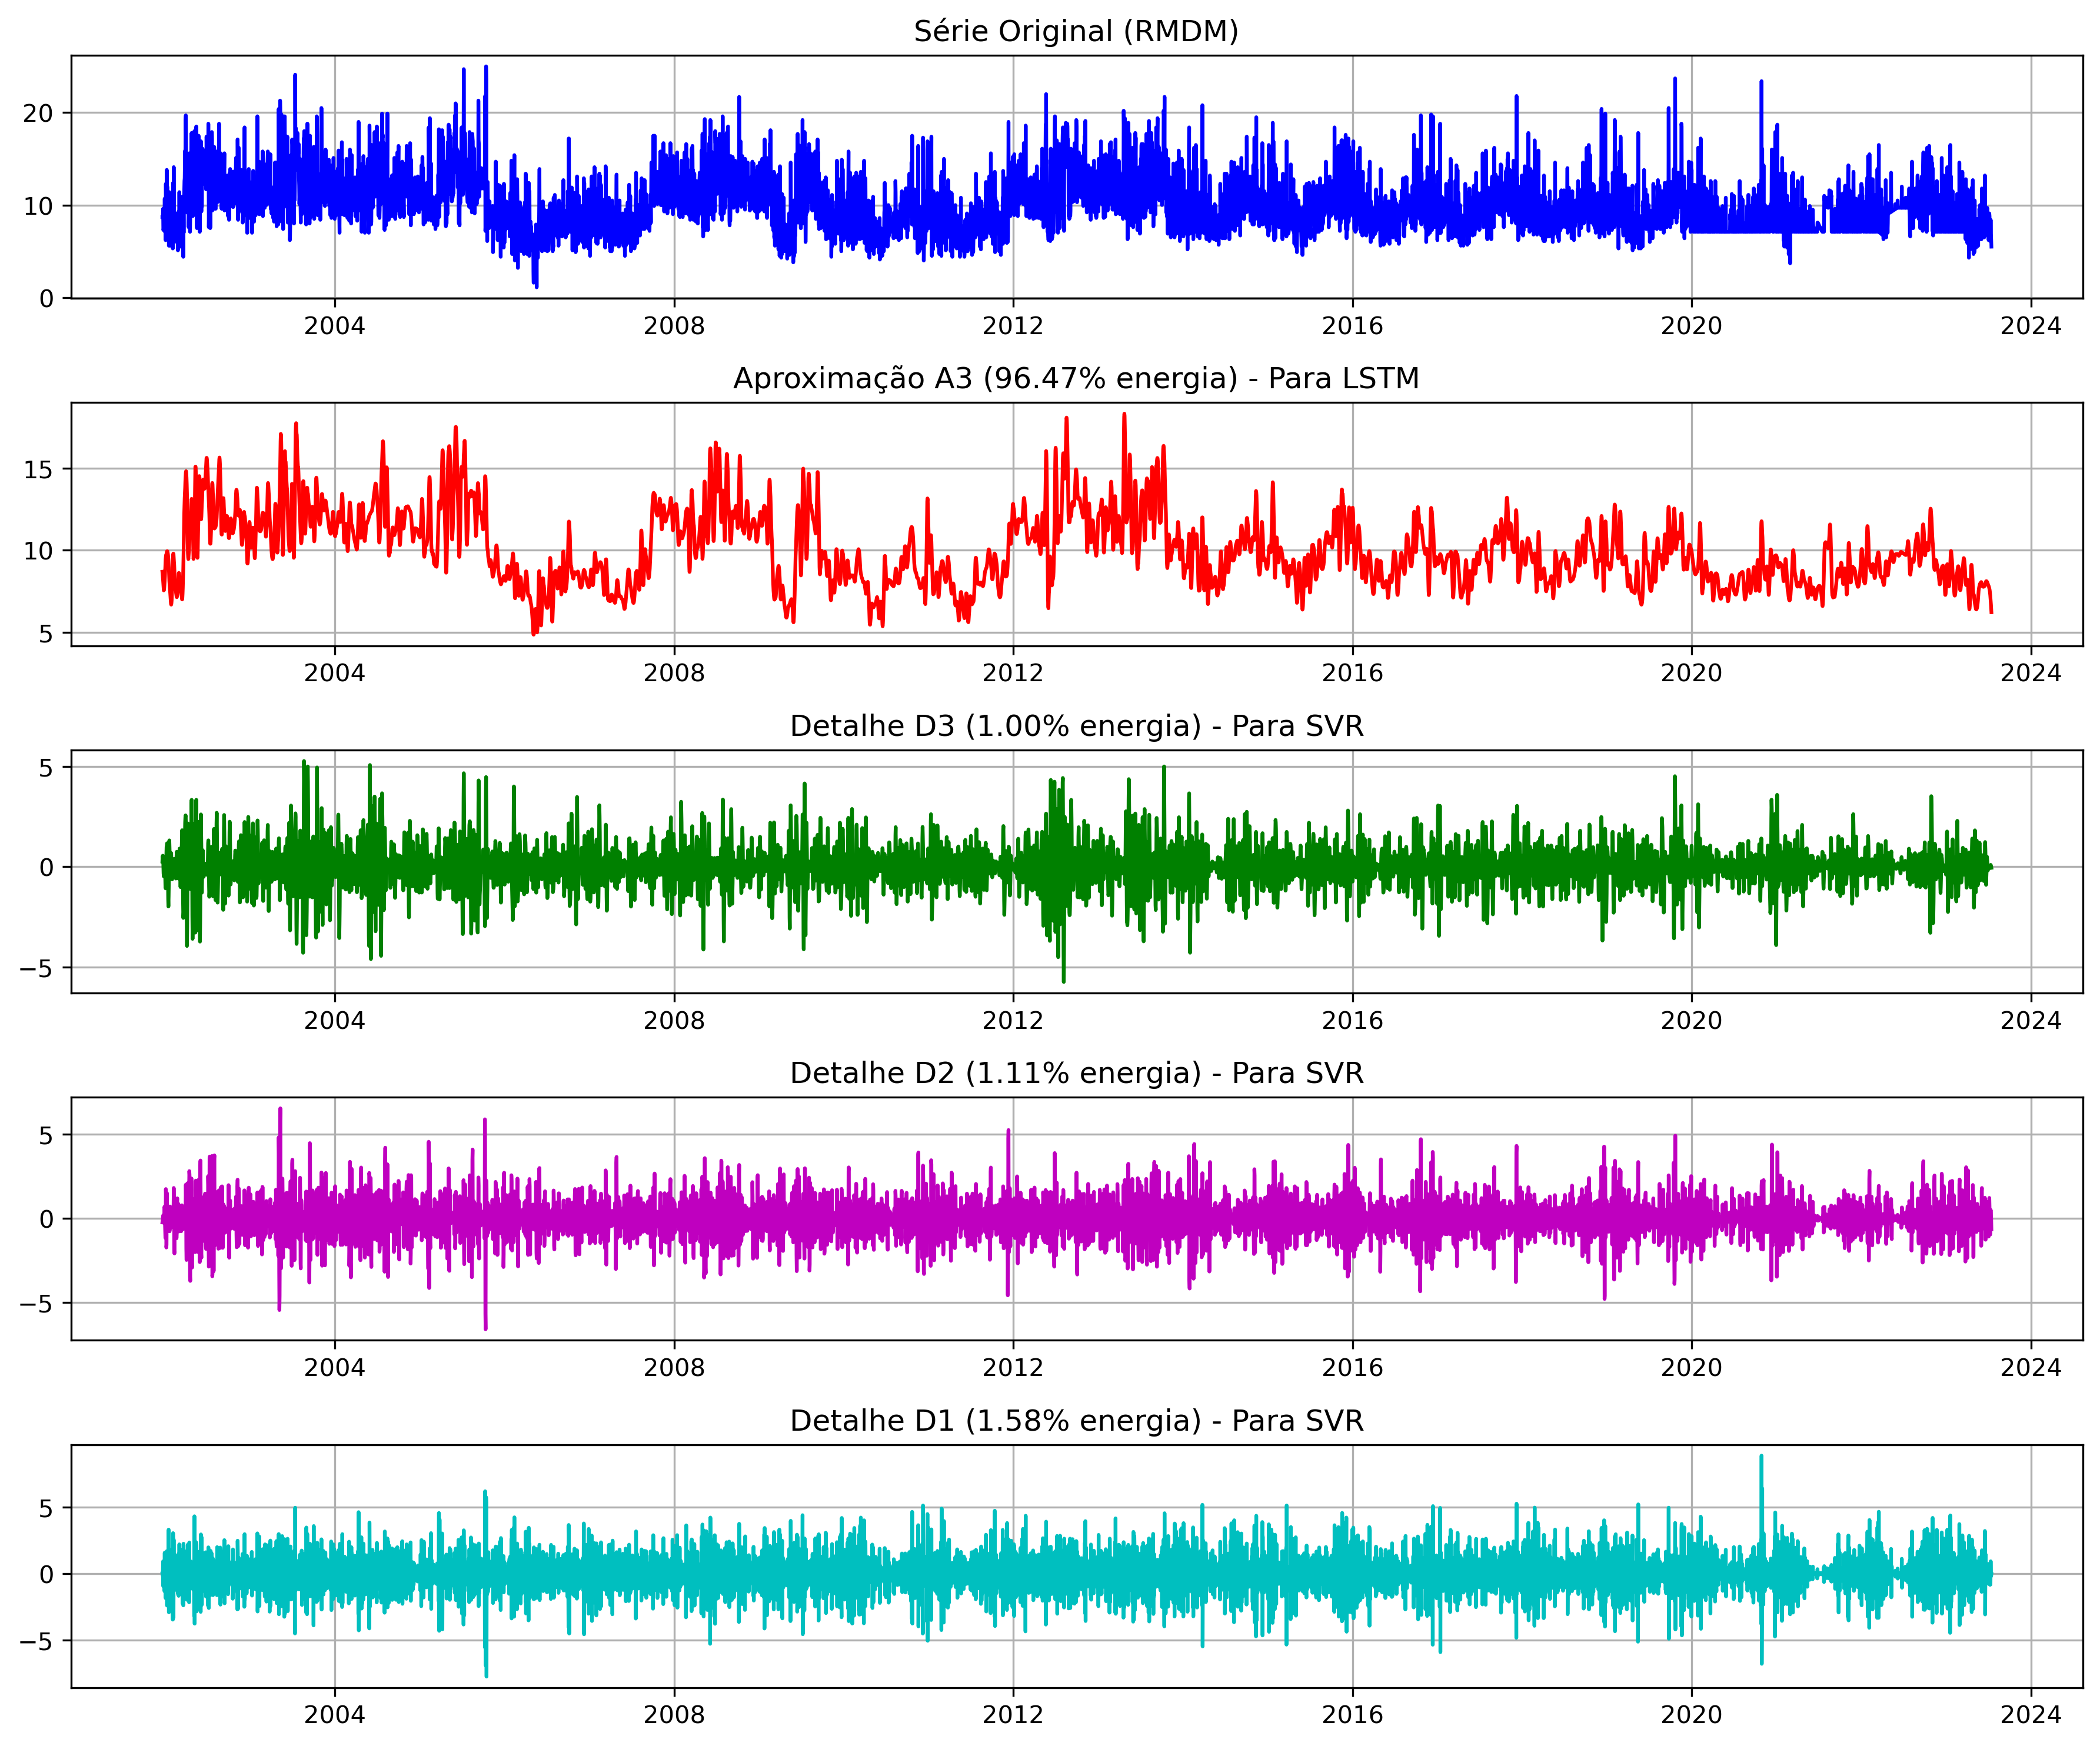 Série Original (RMDM)
20
10
0
2004 2008 2012 2016 2020 2024
Aproximação A3 (96.47% energia) - Para LSTM
15
10
5
2004 2008 2012 2016 2020 2024
Detalhe D3 (1.00% energia) - Para SVR
5
0
−5
2004 2008 2012 2016 2020 2024
Detalhe D2 (1.11% energia) - Para SVR
5
0
−5
2004 2008 2012 2016 2020 2024
Detalhe D1 (1.58% energia) - Para SVR
5
0
−5
2004 2008 2012 2016 2020 2024